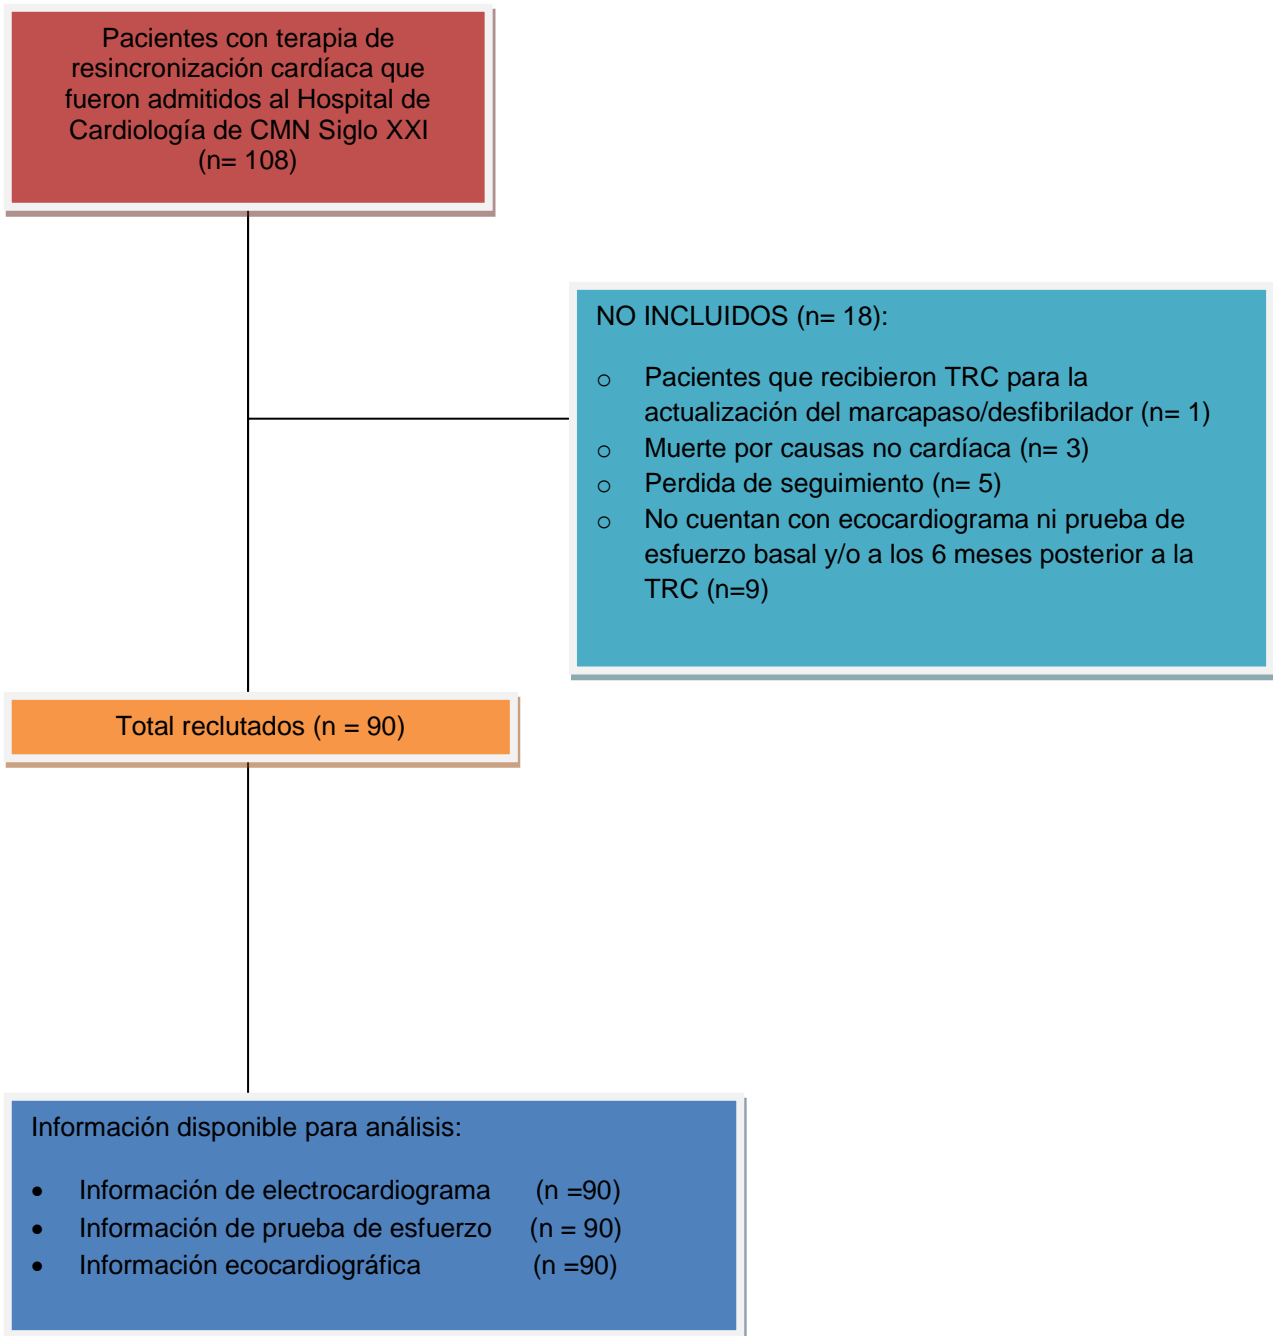 Pacientes con terapia de
resincronización cardíaca que
fueron admitidos al Hospital de
Cardiología de CMN Siglo XXI
(n= 108)
NO INCLUIDOS (n= 18):
o Pacientes que recibieron TRC para la
actualización del marcapaso/desfibrilador (n= 1)
o Muerte por causas no cardíaca (n= 3)
o Perdida de seguimiento (n= 5)
o No cuentan con ecocardiograma ni prueba de
esfuerzo basal y/o a los 6 meses posterior a la
TRC (n=9)
Total reclutados (n = 90)
Información disponible para análisis:
• Información de electrocardiograma (n =90)
• Información de prueba de esfuerzo (n = 90)
• Información ecocardiográfica (n =90)